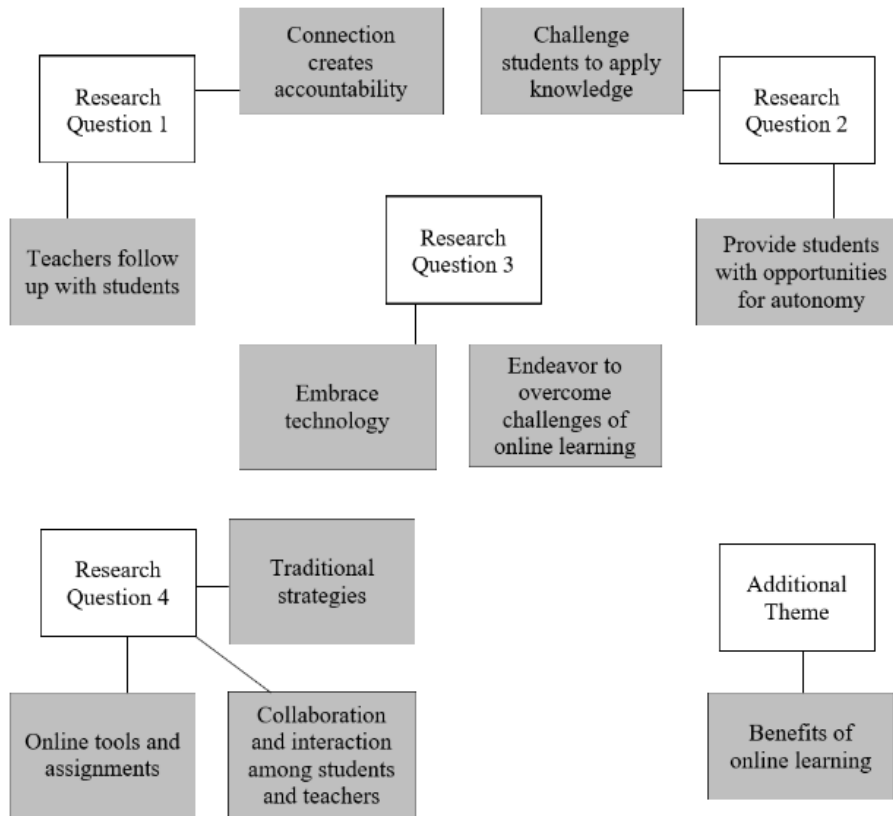 Connection
creates
accountability
Challenge
students to apply
knowledge
Research
Question 1
Research
Question 2
Teachers follow
up with students
Research
Question 3
Provide students
with opportunities
for autonomy
Embrace
technology
Endeavor to
overcome
challenges of
online learning
Research
Question 4
Traditional
strategies
Additional
Theme
Online tools and
assignments
Collaboration
and interaction
among students
and teachers
Benefits of
online learning